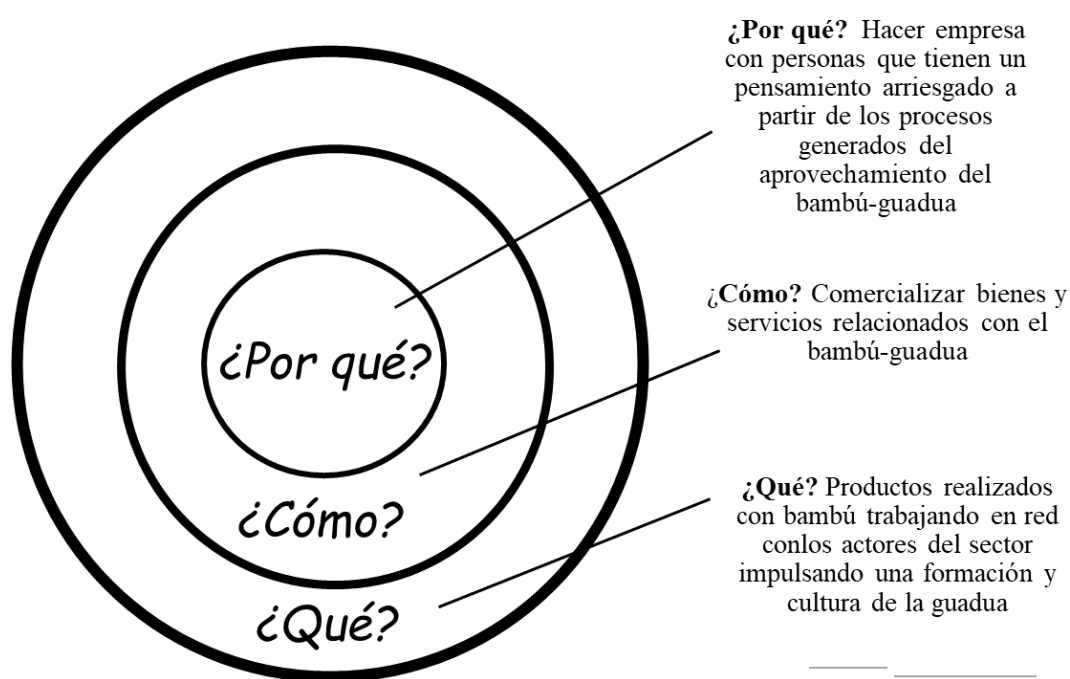 ¿Por qué? Hacer empresa
con personas que tienen un
pensamiento arriesgado a
partir de los procesos
generados del
aprovechamiento del
bambú-guadua
¿Cómo? Comercializar bienes y
servicios relacionados con el
bambú-guadua
¿Qué? Productos realizados
con bambú trabajando en red
conlos actores del sector
impulsando una formación y
cultura de la guadua
¿Por qué?
¿Cómo?
¿Qué?